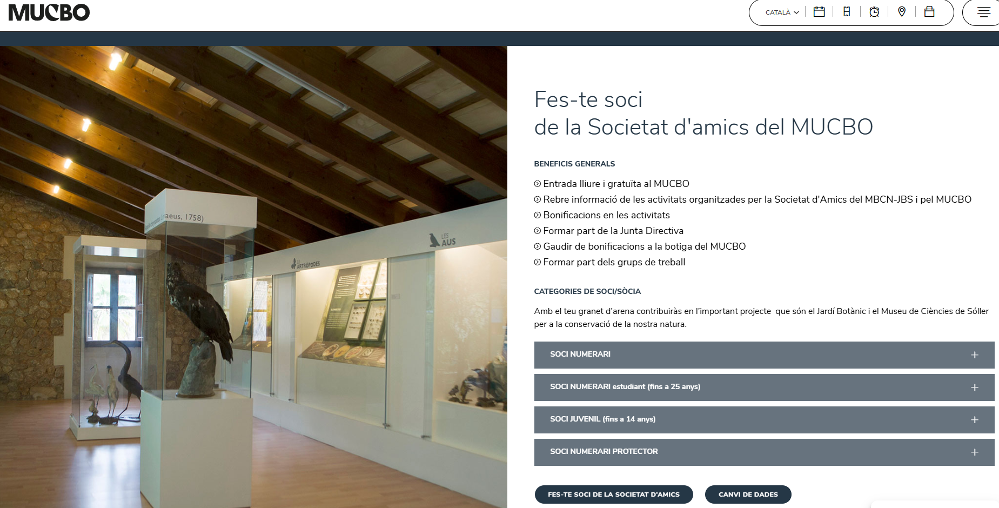 MUCBO
CATALÀ
aeus, 1758)
LES
AUS
ARTRÒPODES
Fes-te soci
de la Societat d'amics del MUCBO
BENEFICIS GENERALS
Entrada lliure i gratuïta al MUCBO
Rebre informació de les activitats organitzades per la Societat d'Amics del MBCN-JBS i pel MUCBO
Bonificacions en les activitats
Formar part de la Junta Directiva
Gaudir de bonificacions a la botiga del MUCBO
Formar part dels grups de treball
CATEGORIES DE SOCI/SÒCIA
Amb el teu granet d’arena contribuiràs en l’important projecte  que són el Jardí Botànic i el Museu de Ciències de Sóller
per a la conservació de la nostra natura.
SOCI NUMERARI
SOCI NUMERARI estudiant (fins a 25 anys)
SOCI JUVENIL (fins a 14 anys)
SOCI NUMERARI PROTECTOR
FES-TE SOCI DE LA SOCIETAT D’AMICS
CANVI DE DADES